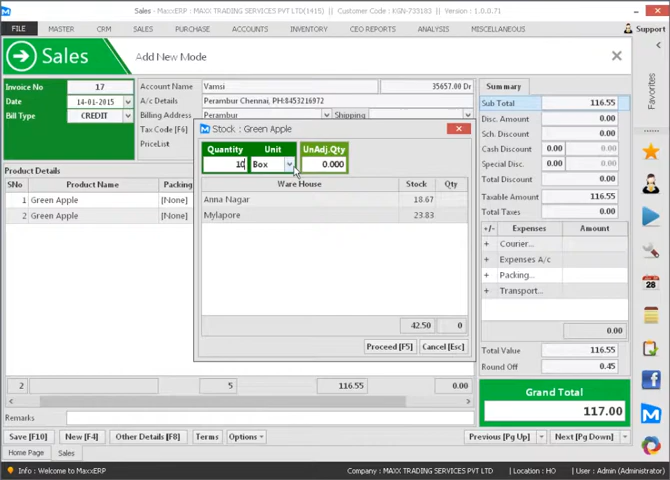 Sales - MaxxERP | MAXX TRADING SERVICES PVT LTD(1415) | Customer Code : KGN-733183 | Version : 1.0.0.71
FILE MASTER CRM SALES PURCHASE ACCOUNTS INVENTORY CEO REPORTS ANALYSIS MISCELLANEOUS Support
Sales Add New Mode
Invoice No 17
Date 14-01-2015
Bill Type CREDIT
Account Name Vamsi 35657.00 Dr
A/c Details Perambur Chennai, PH:8453216972
Billing Address Perambur Shipping
Tax Code [F6]
PriceList
Product Details
SNo Product Name Packing
1 Green Apple [None]
2 Green Apple [None]
2 5 116.55 0.00
Remarks
Stock : Green Apple
Quantity Unit UnAdj.Qty
10 Box 0.000
Ware House Stock Qty
Anna Nagar 18.67
Mylapore 23.83
42.50 0
Proceed [F5] Cancel [Esc]
Summary
Sub Total 116.55
Disc. Amount 0.00
Sch. Discount 0.00
Cash Discount 0.00 0.00
Special Disc. 0.00 0.00
Total Discount 0.00
Taxable Amount 116.55
Total Taxes 0.00
+/- Expenses Amount
+ Courier...
+ Expenses A/c
+ Packing...
+ Transport...
0.00
Total Value 116.55
Round Off 0.45
Grand Total
117.00
Favorites
28
Save [F10] New [F4] Other Details [F8] Terms Options Previous [Pg Up] Next [Pg Down]
Home Page Sales
Info : Welcome to MaxxERP Company : MAXX TRADING SERVICES PVT LTD Location : HO User : Admin (Administrator)